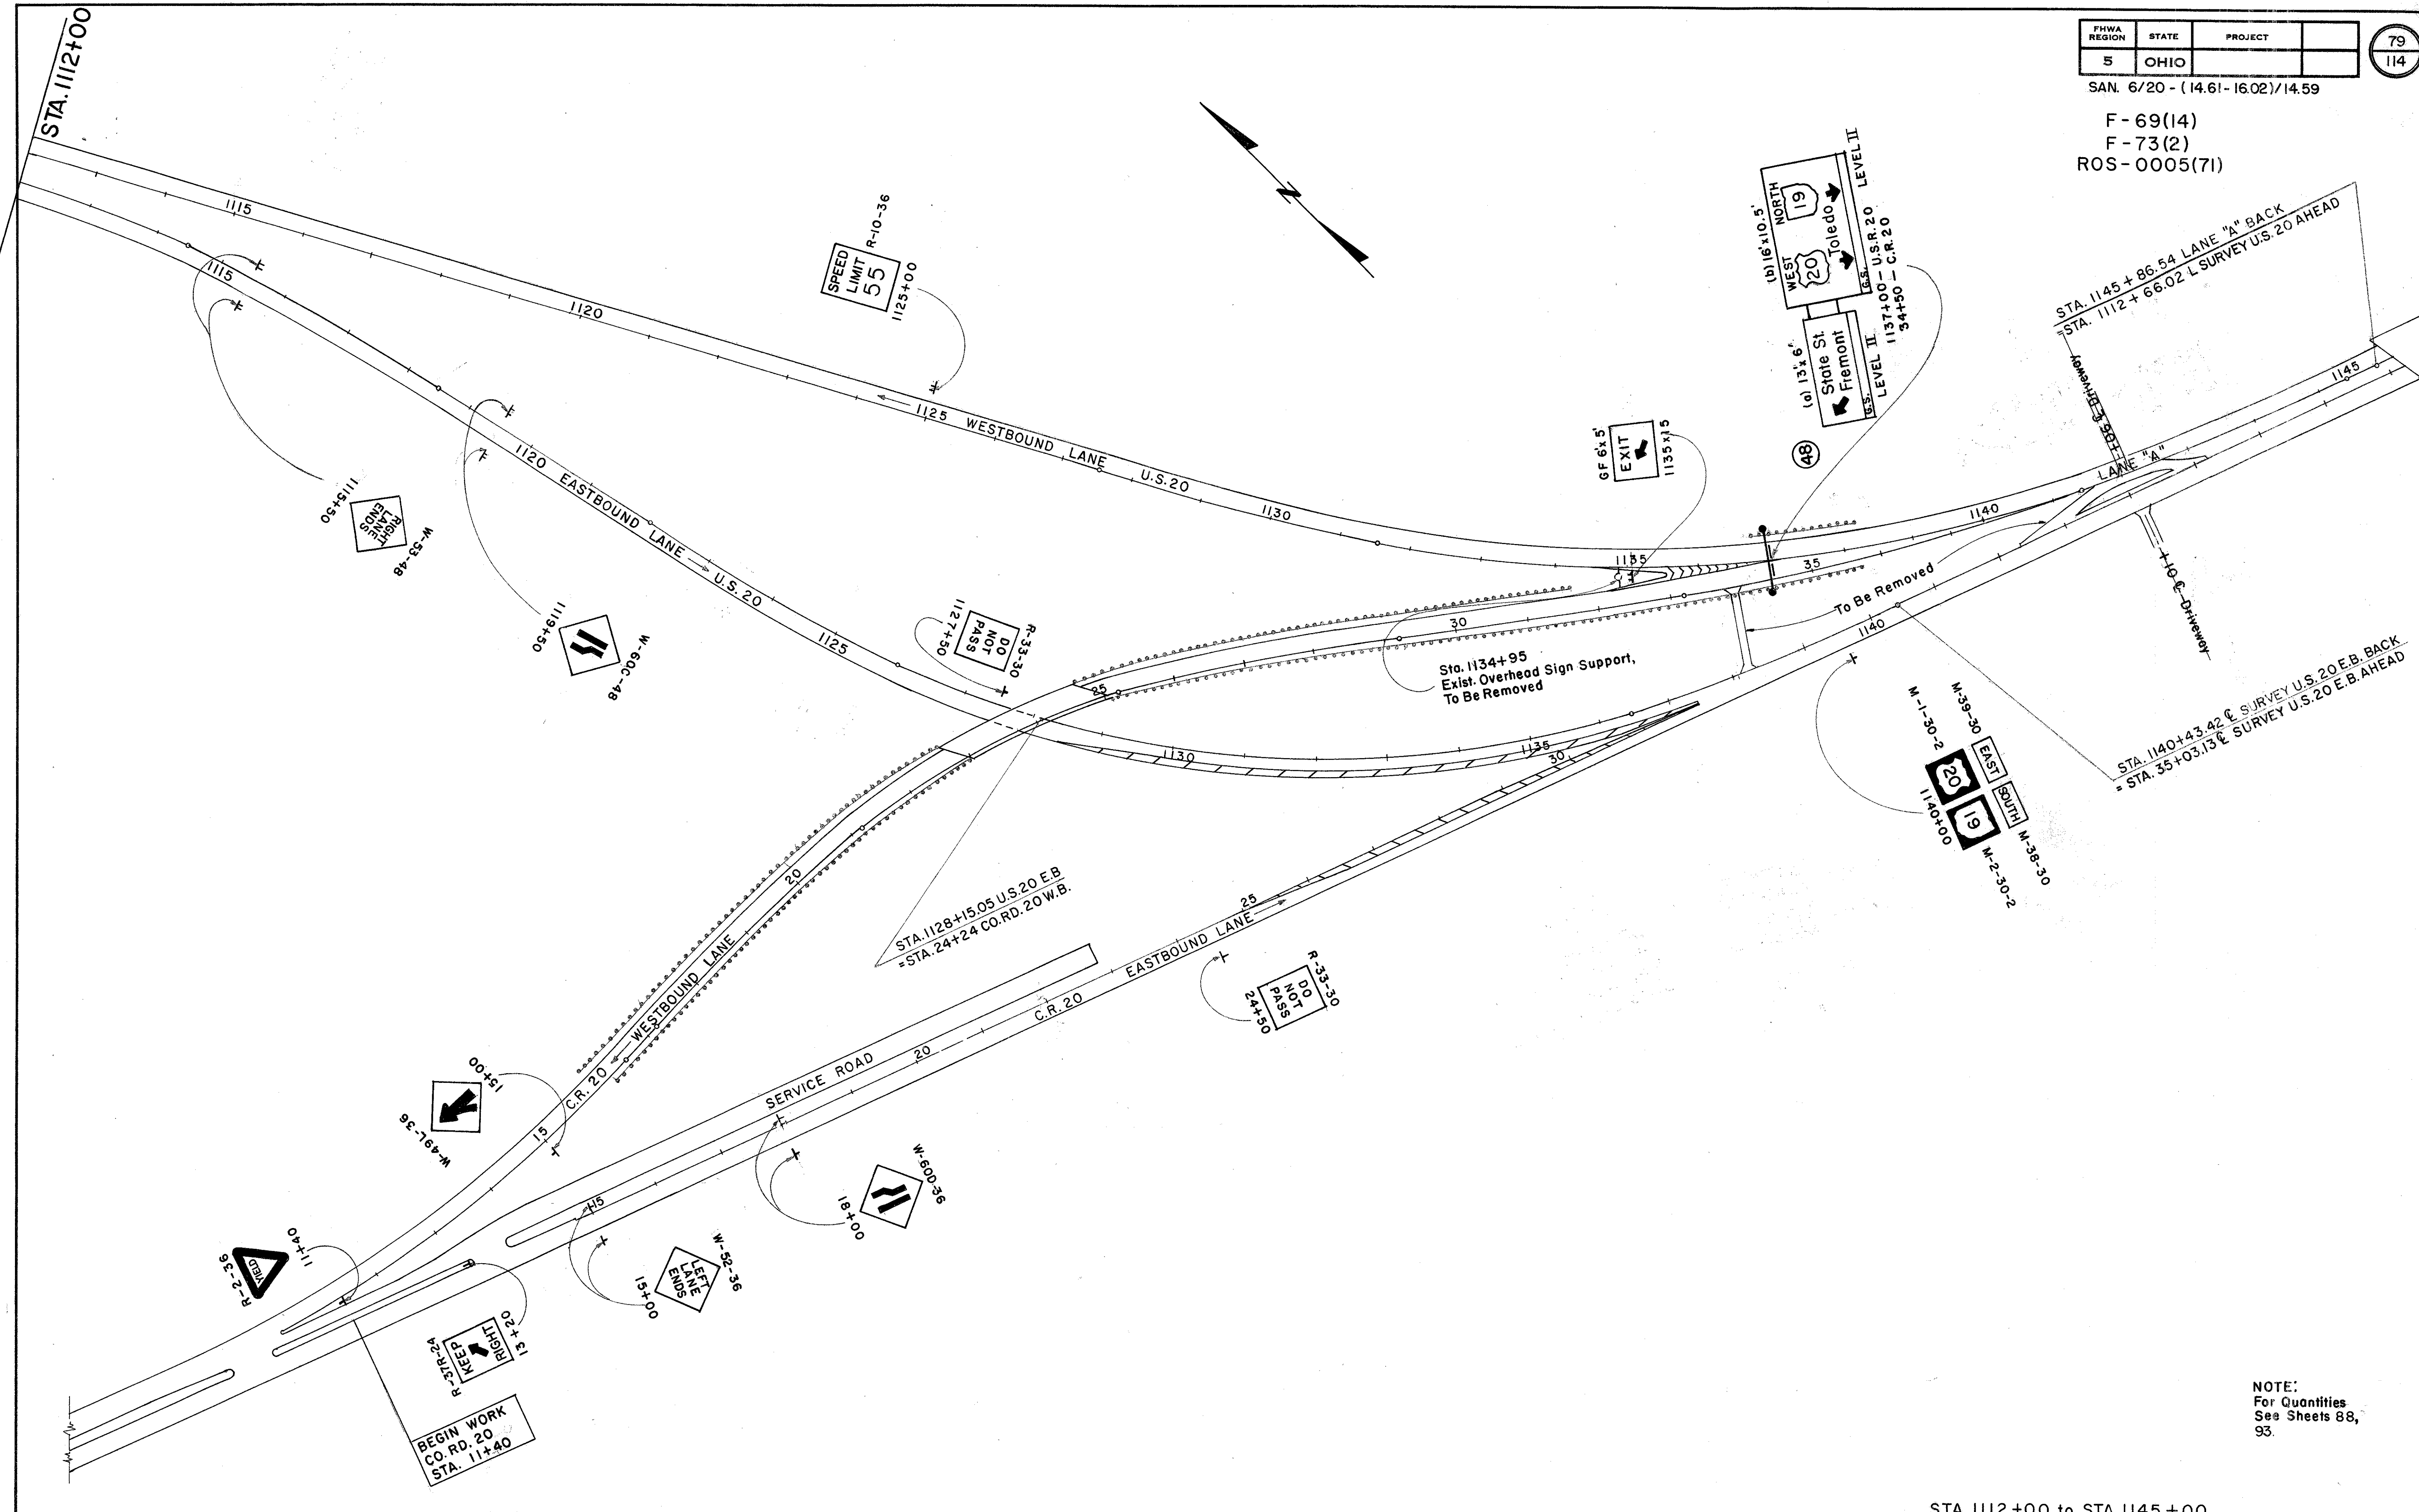 STA. 1112+00
FHWA REGION
STATE
PROJECT
5
OHIO
79
114
SAN. 6/20 - (14.61-16.02)/14.59
F-69(14)
F-73(2)
ROS-0005(71)
N
1115
1120
1125
WESTBOUND LANE U.S.20
1130
1135
1140
1145
LANE "A"
SPEED
LIMIT
55
R-10-36
1125+00
(b) 16'x10.5'
WEST
20
NORTH
19
Toledo
G.S.
LEVEL II
1137+00 - U.S.R. 20
34+50 - C.R. 20
(a) 13'x6'
State St.
Fremont
G.S.
LEVEL II
48
GF 6'x5'
EXIT
1135x15
STA. 1145+86.54 LANE "A" BACK
=STA. 1112+66.02 L SURVEY U.S. 20 AHEAD
+06 ℄ Driveway
+10 ℄ Driveway
1115
1120
EASTBOUND LANE
U.S. 20
1125
1130
1135
1140
1115+50
RIGHT
LANE
ENDS
W-53-48
1119+50
W-60C-48
1127+50
DO
NOT
PASS
R-33-30
25
30
35
To Be Removed
Sta. 1134+95
Exist. Overhead Sign Support,
To Be Removed
M-1-30-2
M-39-30
EAST
20
SOUTH
19
1140+00
M-38-30
M-2-30-2
STA. 1140+43.42 ℄ SURVEY U.S. 20 E.B. BACK
= STA. 35+03.13 ℄ SURVEY U.S. 20 E.B. AHEAD
STA. 1128+15.05 U.S.20 E.B
=STA. 24+24 CO.RD. 20 W.B.
20
WESTBOUND LANE
C.R. 20
15
SERVICE ROAD
15
20
C.R. 20
EASTBOUND LANE
25
30
24+50
DO
NOT
PASS
R-33-30
15+00
W-49L-36
18+00
W-60D-36
15+00
LEFT
LANE
ENDS
W-52-36
R-2-36
YIELD
11+40
R-37R-24
KEEP
RIGHT
13+20
BEGIN WORK
CO. RD. 20
STA. 11+40
NOTE:
For Quantities
See Sheets 88,
93.
STA. 1112+00 to STA. 1145+00